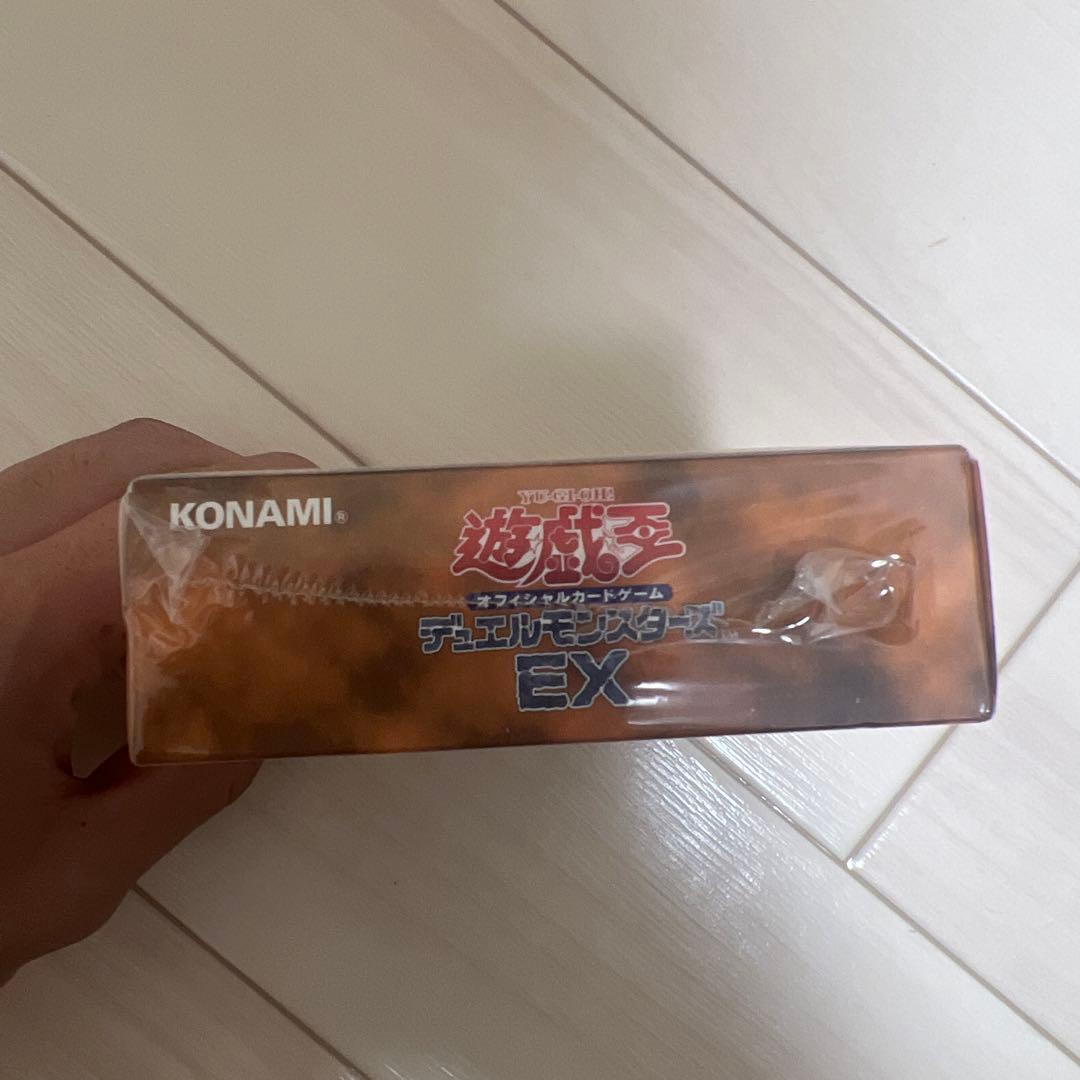 KONAMI®
YU-GI-OH!
遊戯王
オフィシャルカードゲーム
デュエルモンスターズ
EX